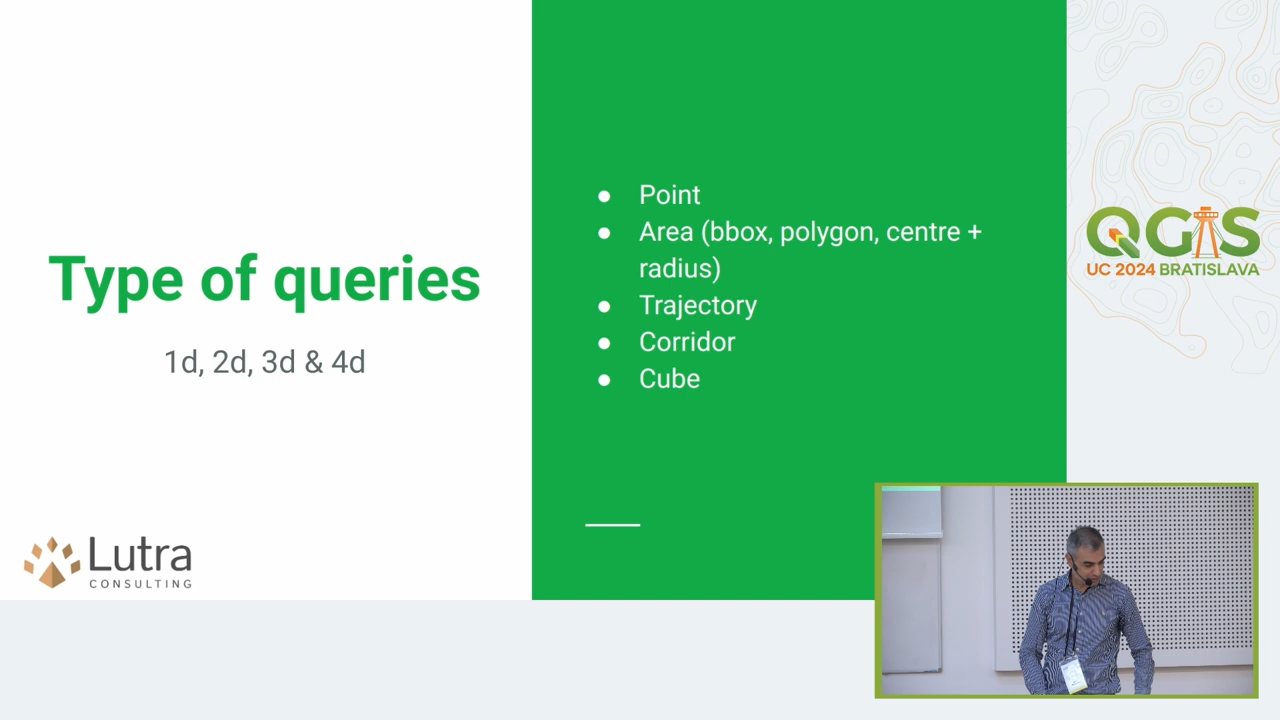 Type of queries
1d, 2d, 3d & 4d
Lutra
CONSULTING
● Point
● Area (bbox, polygon, centre +
radius)
● Trajectory
● Corridor
● Cube
QGIS
UC 2024 BRATISLAVA